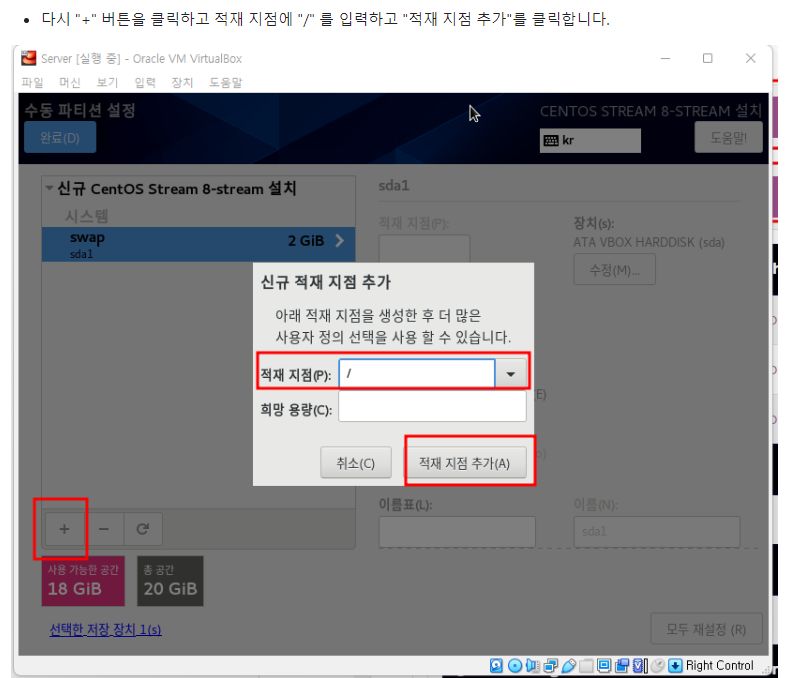 다시 "+" 버튼을 클릭하고 적재 지점에 "/" 를 입력하고 "적재 지점 추가"를 클릭합니다.
Server [실행 중] - Oracle VM VirtualBox
파일 머신 보기 입력 장치 도움말
수동 파티션 설정
CENTOS STREAM 8-STREAM 설치
완료(D)
kr
도움말!
신규 CentOS Stream 8-stream 설치
시스템
swap
2 GiB
sda1
sda1
적재 지점(P):
장치(s):
ATA VBOX HARDDISK (sda)
수정(M)...
신규 적재 지점 추가
아래 적재 지점을 생성한 후 더 많은
사용자 정의 선택을 사용 할 수 있습니다.
적재 지점(P):
/
희망 용량(C):
취소(C)
적재 지점 추가(A)
(E)
이름표(L):
이름(N):
sda1
+ −
사용 가능한 공간
18 GiB
총 공간
20 GiB
선택한 저장 장치 1(s)
모두 재설정 (R)
Right Control